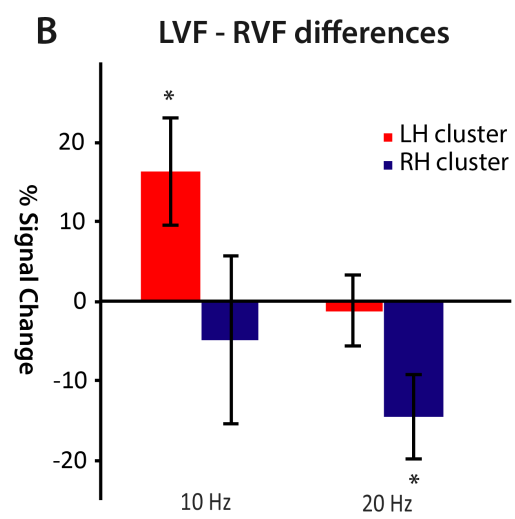 B
LVF - RVF differences
*
LH cluster
RH cluster
20
10
0
-10
-20
% Signal Change
*
10 Hz
20 Hz